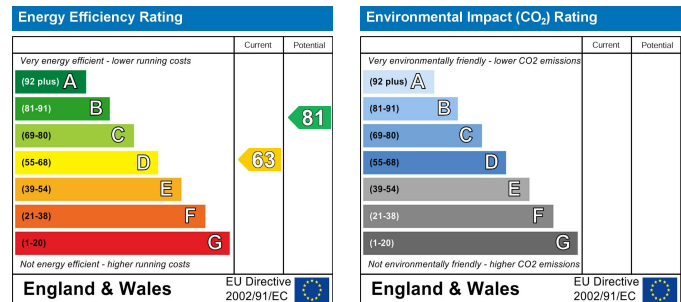 Energy Efficiency Rating
Current Potential
Very energy efficient - lower running costs
(92 plus) A
(81-91) B
81
(69-80) C
(55-68) D
63
(39-54) E
(21-38) F
(1-20) G
Not energy efficient - higher running costs
England & Wales
EU Directive
2002/91/EC
Environmental Impact (CO₂) Rating
Current Potential
Very environmentally friendly - lower CO2 emissions
(92 plus) A
(81-91) B
(69-80) C
(55-68) D
(39-54) E
(21-38) F
(1-20) G
Not environmentally friendly - higher CO2 emissions
England & Wales
EU Directive
2002/91/EC